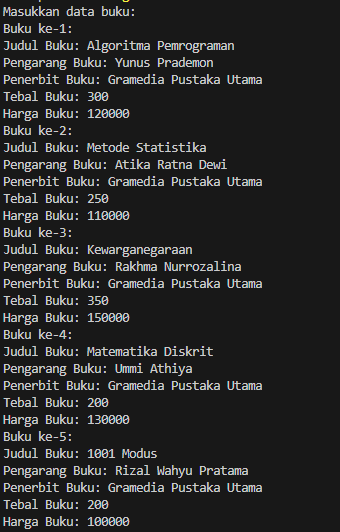 Masukkan data buku:
Buku ke-1:
Judul Buku: Algoritma Pemrograman
Pengarang Buku: Yunus Prademon
Penerbit Buku: Gramedia Pustaka Utama
Tebal Buku: 300
Harga Buku: 120000
Buku ke-2:
Judul Buku: Metode Statistika
Pengarang Buku: Atika Ratna Dewi
Penerbit Buku: Gramedia Pustaka Utama
Tebal Buku: 250
Harga Buku: 110000
Buku ke-3:
Judul Buku: Kewarganegaraan
Pengarang Buku: Rakhma Nurrozalina
Penerbit Buku: Gramedia Pustaka Utama
Tebal Buku: 350
Harga Buku: 150000
Buku ke-4:
Judul Buku: Matematika Diskrit
Pengarang Buku: Ummi Athiya
Penerbit Buku: Gramedia Pustaka Utama
Tebal Buku: 200
Harga Buku: 130000
Buku ke-5:
Judul Buku: 1001 Modus
Pengarang Buku: Rizal Wahyu Pratama
Penerbit Buku: Gramedia Pustaka Utama
Tebal Buku: 200
Harga Buku: 100000